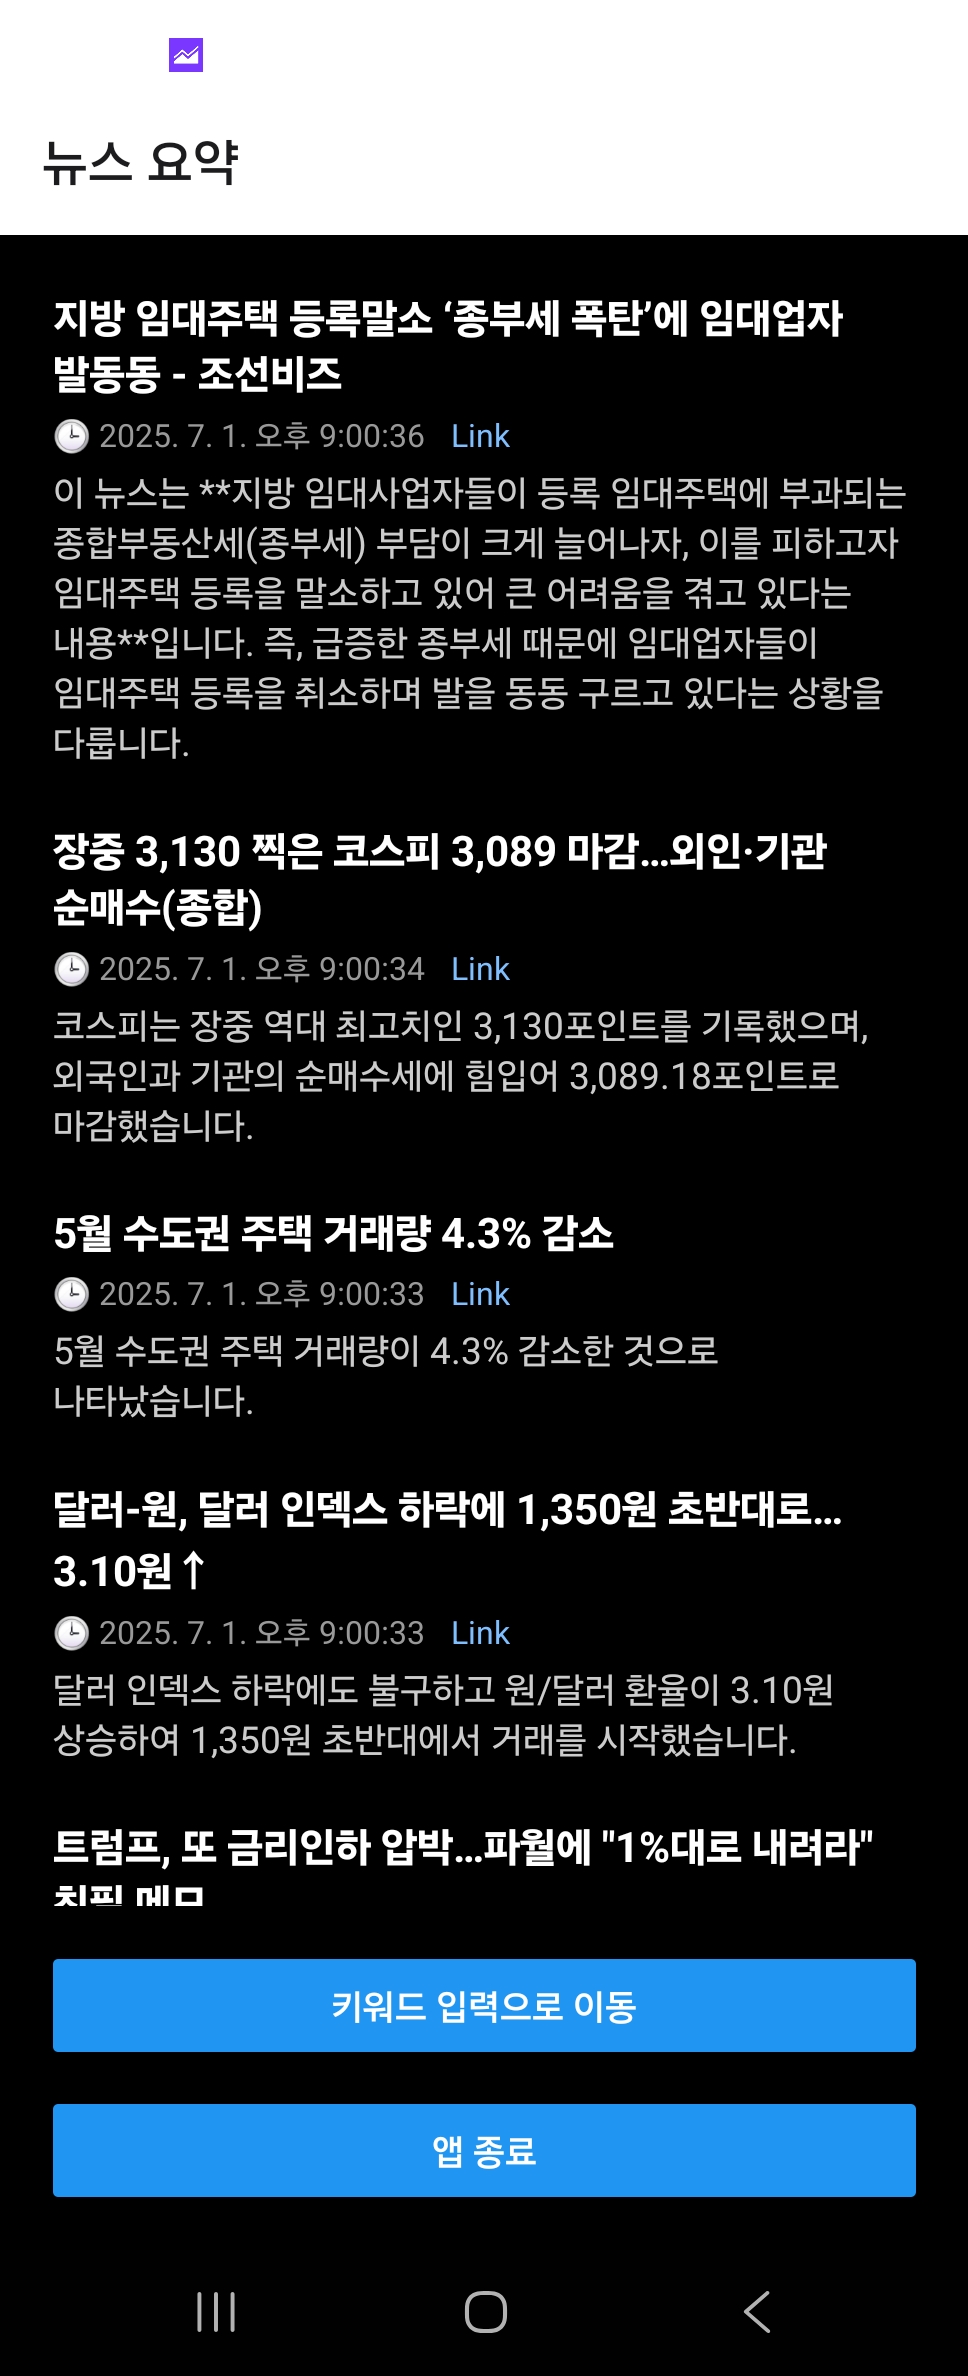 뉴스 요약
지방 임대주택 등록말소 ‘종부세 폭탄’에 임대업자
발동동 - 조선비즈
2025. 7. 1. 오후 9:00:36 Link
이 뉴스는 **지방 임대사업자들이 등록 임대주택에 부과되는
종합부동산세(종부세) 부담이 크게 늘어나자, 이를 피하고자
임대주택 등록을 말소하고 있어 큰 어려움을 겪고 있다는
내용**입니다. 즉, 급증한 종부세 때문에 임대업자들이
임대주택 등록을 취소하며 발을 동동 구르고 있다는 상황을
다룹니다.
장중 3,130 찍은 코스피 3,089 마감...외인·기관
순매수(종합)
2025. 7. 1. 오후 9:00:34 Link
코스피는 장중 역대 최고치인 3,130포인트를 기록했으며,
외국인과 기관의 순매수세에 힘입어 3,089.18포인트로
마감했습니다.
5월 수도권 주택 거래량 4.3% 감소
2025. 7. 1. 오후 9:00:33 Link
5월 수도권 주택 거래량이 4.3% 감소한 것으로
나타났습니다.
달러-원, 달러 인덱스 하락에 1,350원 초반대로...
3.10원↑
2025. 7. 1. 오후 9:00:33 Link
달러 인덱스 하락에도 불구하고 원/달러 환율이 3.10원
상승하여 1,350원 초반대에서 거래를 시작했습니다.
트럼프, 또 금리인하 압박...파월에 "1%대로 내려라"
친필 메모
키워드 입력으로 이동
앱 종료